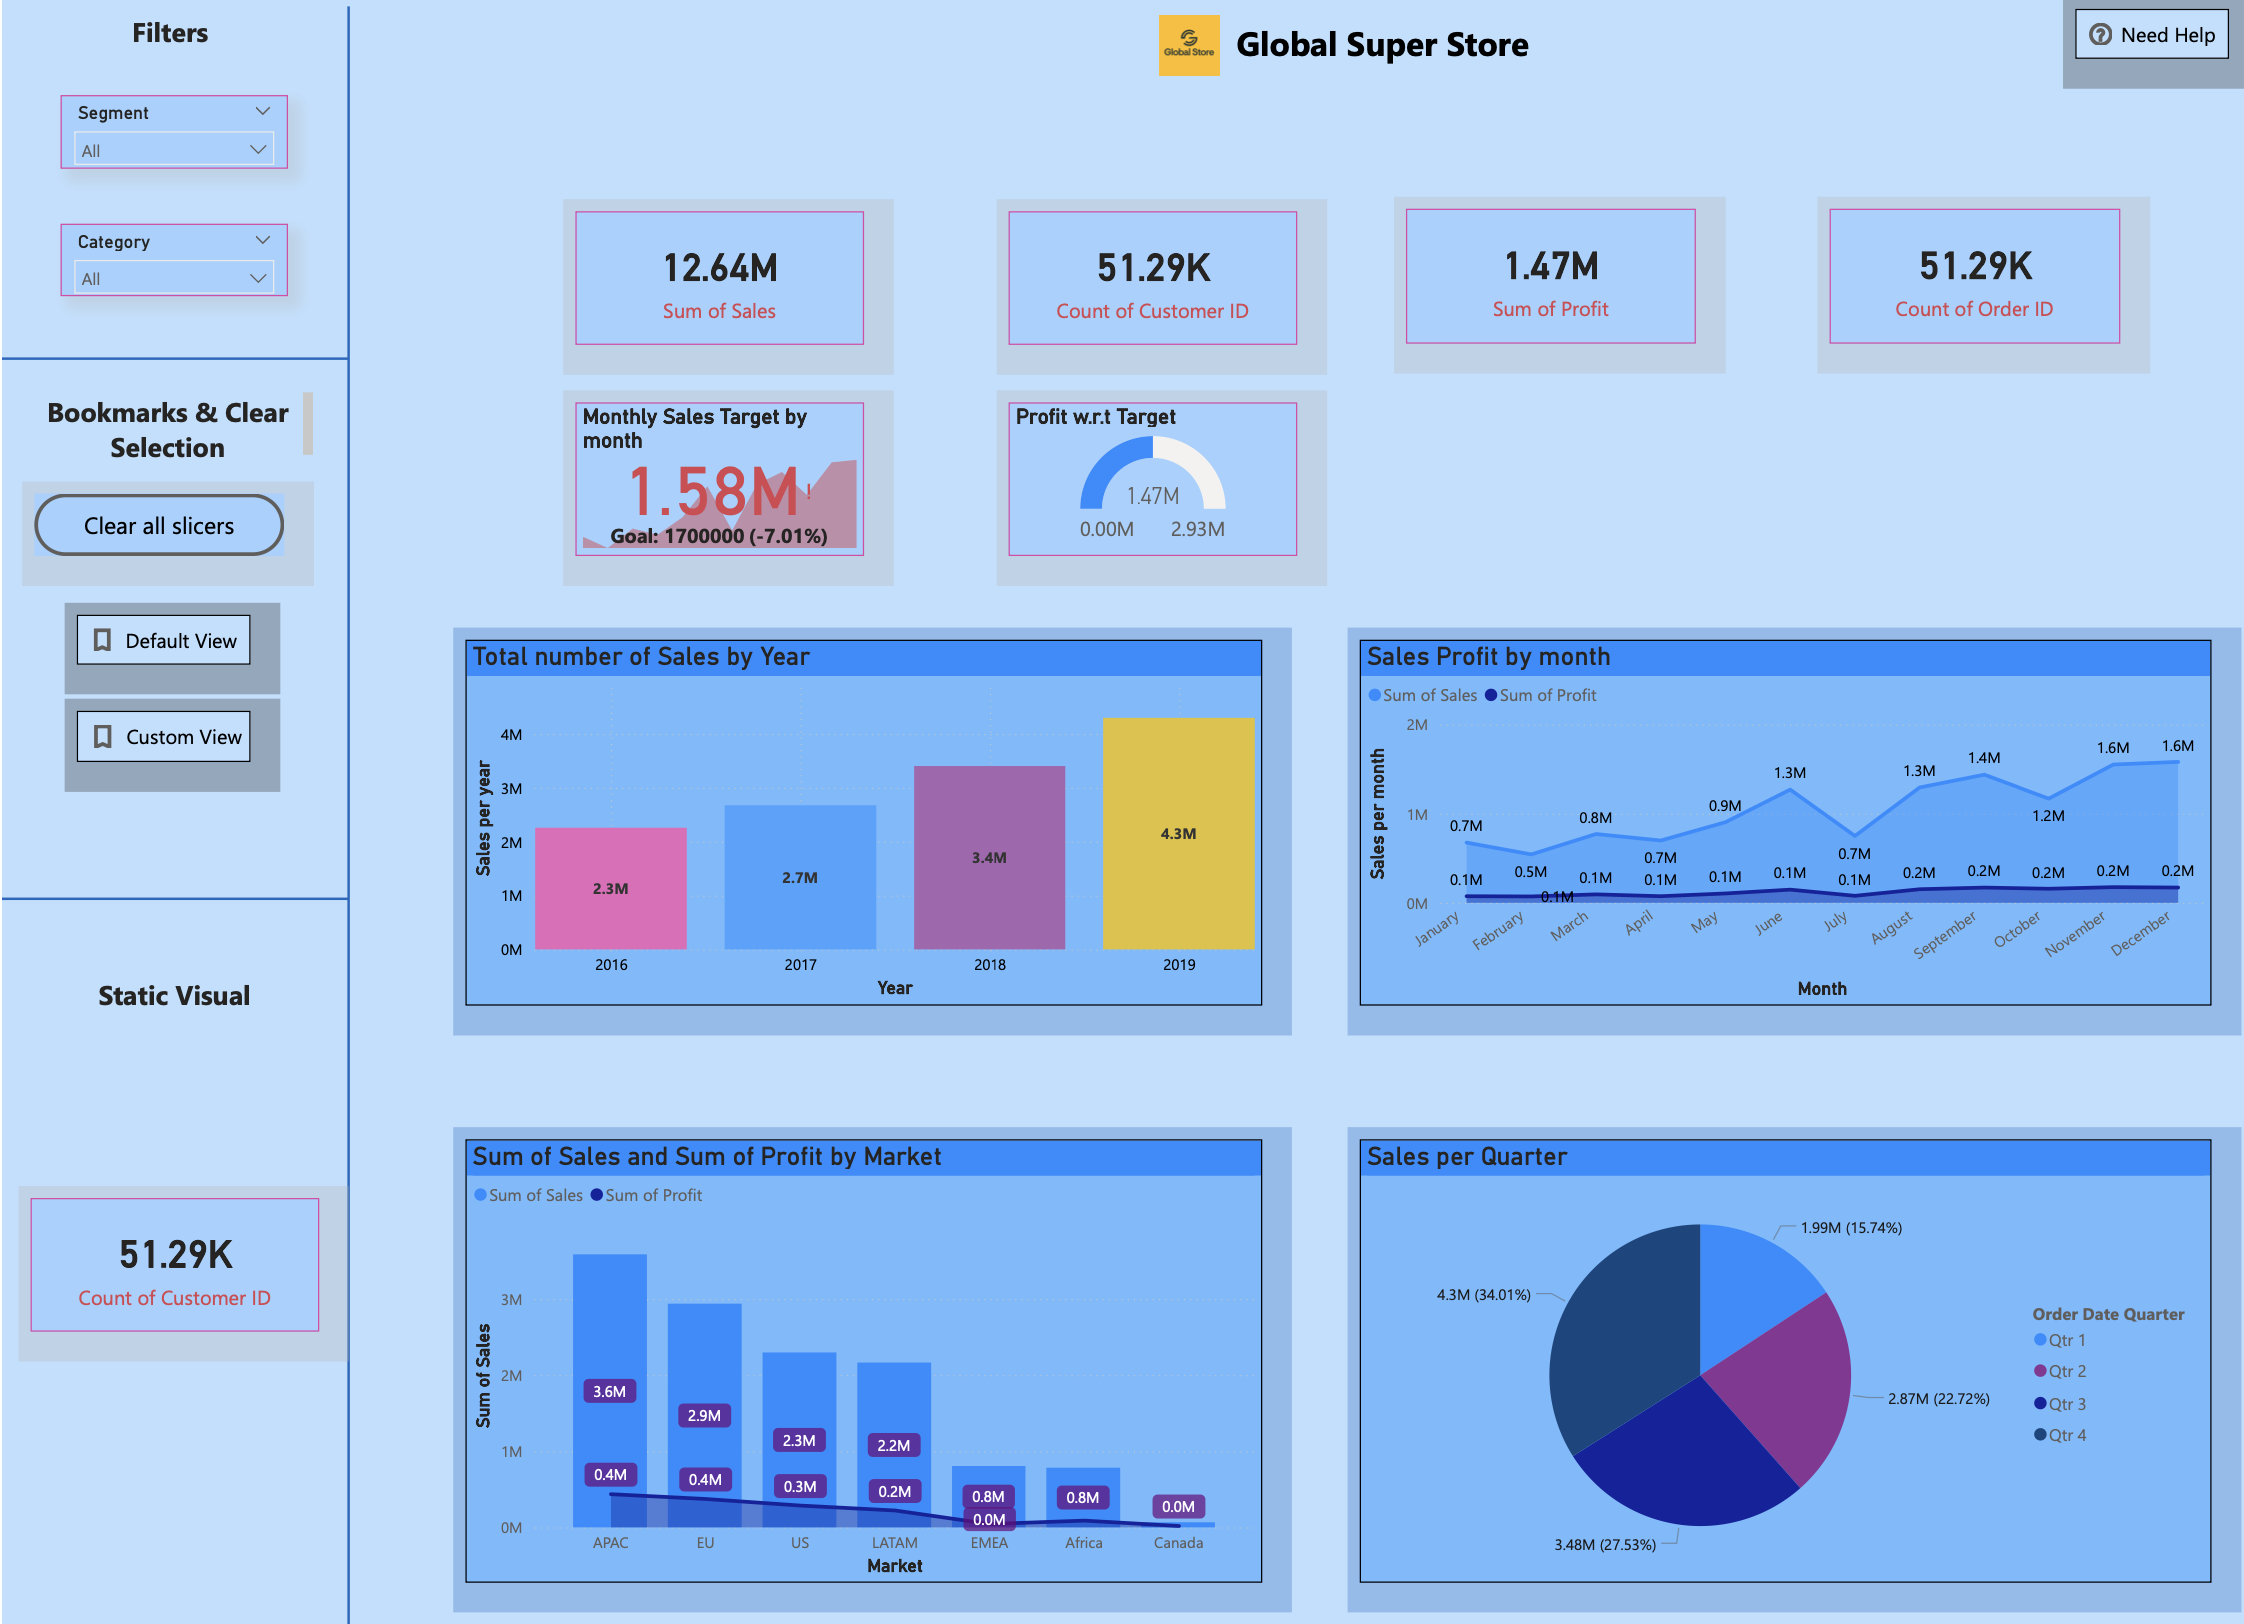 Filters
Segment
All
Category
All
Bookmarks & Clear
Selection
Clear all slicers
Default View
Custom View
Static Visual
51.29K
Count of Customer ID
Global Store
Global Super Store
Need Help
12.64M
Sum of Sales
51.29K
Count of Customer ID
1.47M
Sum of Profit
51.29K
Count of Order ID
Monthly Sales Target by
month
1.58M!
Goal: 1700000 (-7.01%)
Profit w.r.t Target
1.47M
0.00M 2.93M
Total number of Sales by Year
Sales per year
4M
3M
2M
1M
0M
2.3M
2.7M
3.4M
4.3M
2016 2017 2018 2019
Year
Sales Profit by month
Sum of Sales Sum of Profit
Sales per month
2M
1M
0M
0.7M 0.5M 0.8M 0.7M 0.9M 1.3M 0.7M 1.3M 1.4M 1.2M 1.6M 1.6M
0.1M 0.1M 0.1M 0.1M 0.1M 0.1M 0.1M 0.2M 0.2M 0.2M 0.2M 0.2M
January February March April May June July August September October November December
Month
Sum of Sales and Sum of Profit by Market
Sum of Sales Sum of Profit
Sum of Sales
3M
2M
1M
0M
3.6M 2.9M 2.3M 2.2M 0.8M 0.8M 0.0M
0.4M 0.4M 0.3M 0.2M 0.0M
APAC EU US LATAM EMEA Africa Canada
Market
Sales per Quarter
1.99M (15.74%)
4.3M (34.01%)
2.87M (22.72%)
3.48M (27.53%)
Order Date Quarter
Qtr 1
Qtr 2
Qtr 3
Qtr 4